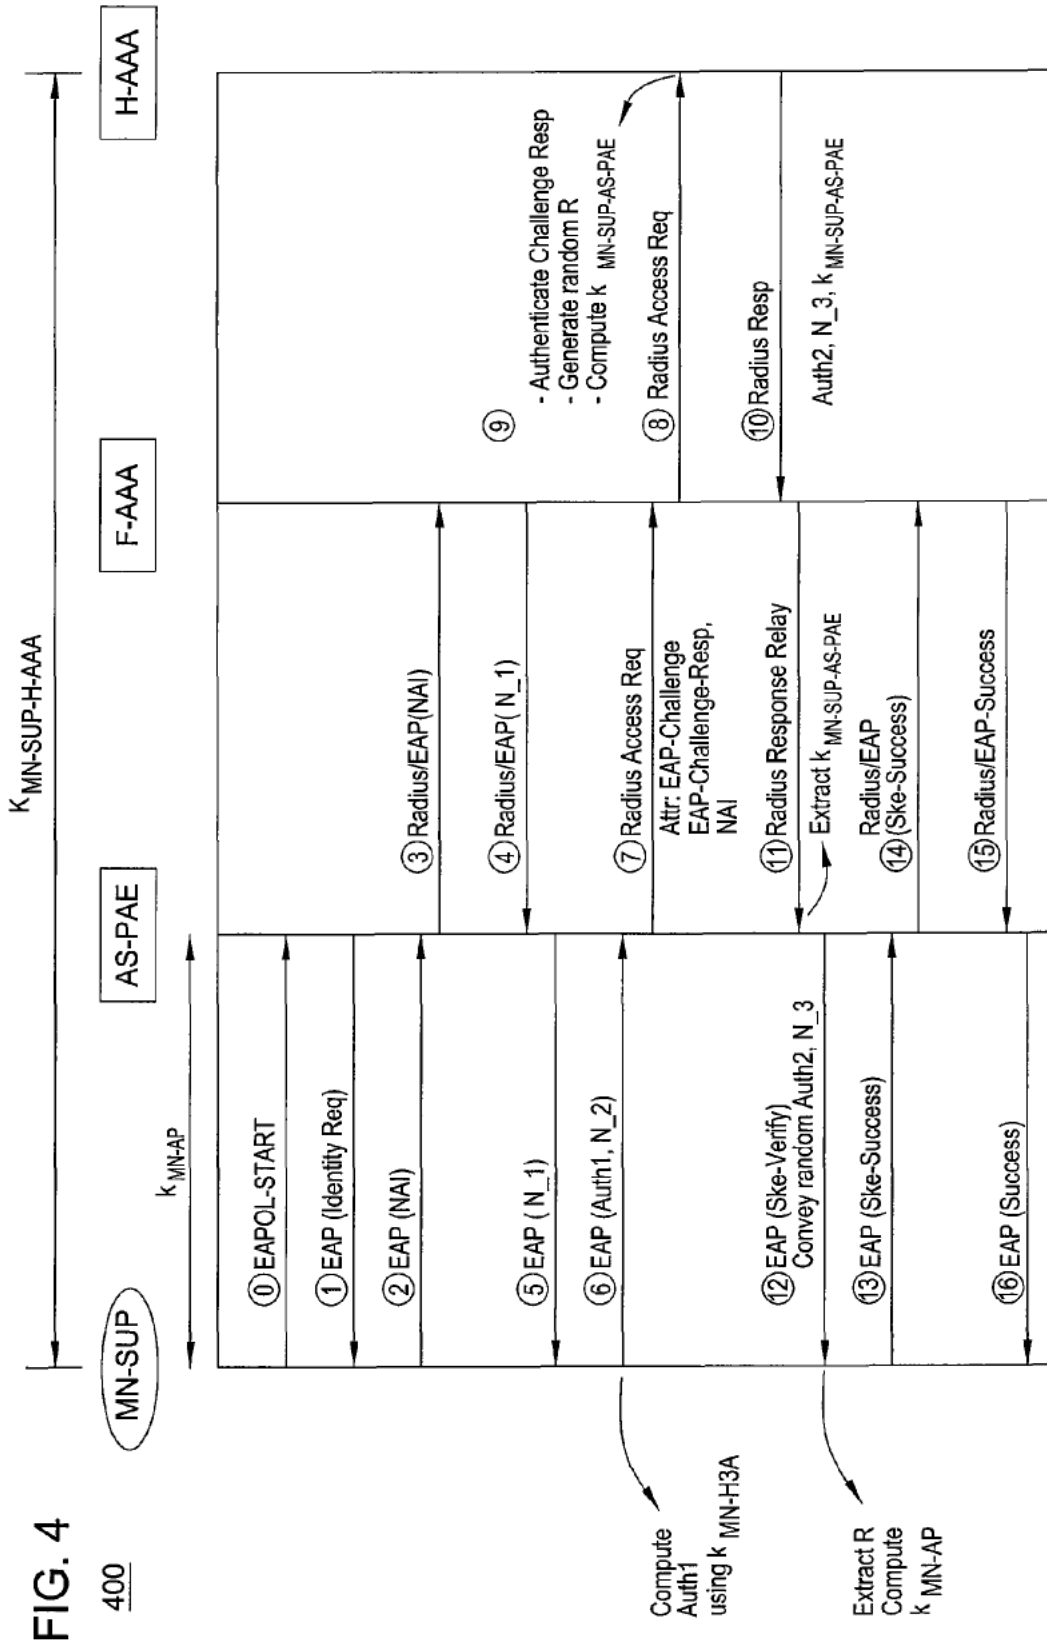 FIG. 4
400
K MN-SUP-H-AAA
MN-SUP
AS-PAE
F-AAA
H-AAA
k MN-AP
0 EAPOL-START
1 EAP (Identity Req)
2 EAP (NAI)
3 Radius/EAP(NAI)
4 Radius/EAP( N_1)
5 EAP ( N_1)
6 EAP (Auth1, N_2)
Compute
Auth1
using k MN-H3A
7 Radius Access Req
Attr: EAP-Challenge
EAP-Challenge-Resp,
NAI
8 Radius Access Req
9
- Authenticate Challenge Resp
- Generate random R
- Compute k MN-SUP-AS-PAE
10 Radius Resp
Auth2, N_3, k MN-SUP-AS-PAE
11 Radius Response Relay
Extract k MN-SUP-AS-PAE
12 EAP (Ske-Verify)
Convey random Auth2, N_3
Extract R
Compute
k MN-AP
13 EAP (Ske-Success)
Radius/EAP
14 (Ske-Success)
15 Radius/EAP-Success
16 EAP (Success)